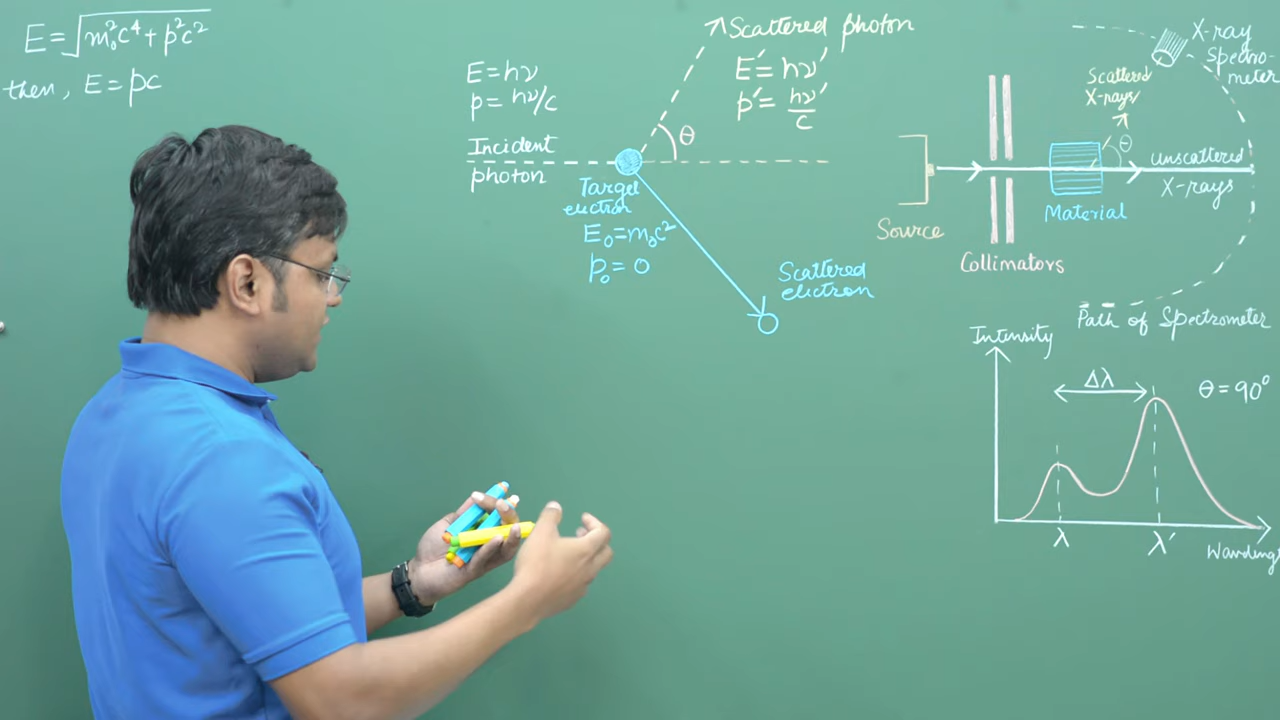 E = √m₀²c⁴ + p²c²
then, E = pc
E = hν
p = hν/c
Incident
photon
Scattered photon
E′ = hν′
p′ = hν′/c
θ
Target
electron
E₀ = m₀c²
p₀ = 0
Scattered
electron
X-ray
Spectro-
meter
Scattered
X-rays
θ
unscattered
X-rays
Source
Material
Collimators
Path of Spectrometer
Intensity
Δλ
θ = 90°
λ
λ′